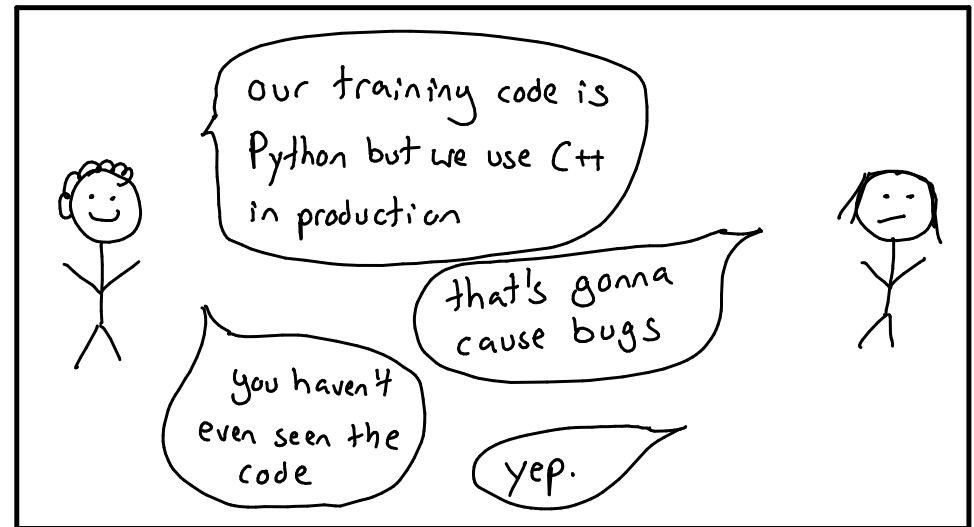 our training code is
Python but we use C++
in production
that's gonna
cause bugs
you haven't
even seen the
code
yep.